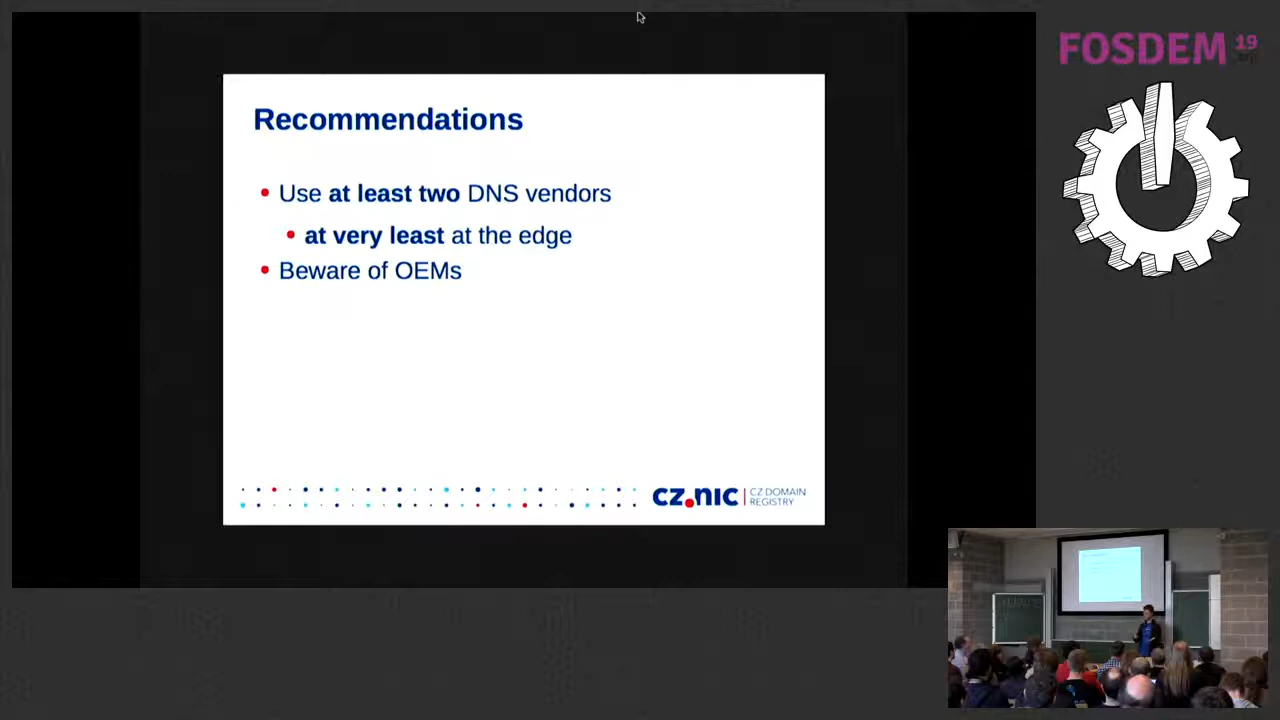 FOSDEM 19
.org
Recommendations
Use at least two DNS vendors
at very least at the edge
Beware of OEMs
CZ.NIC | CZ DOMAIN
REGISTRY